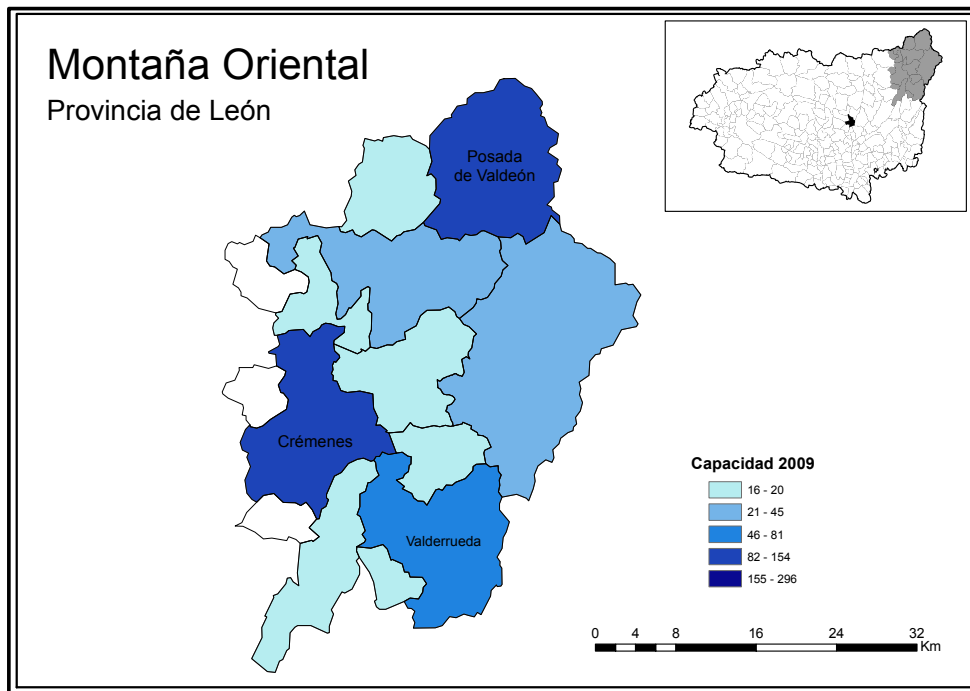 Montaña Oriental
Provincia de León
Posada
de Valdeón
Crémenes
Valderrueda
Capacidad 2009
16 - 20
21 - 45
46 - 81
82 - 154
155 - 296
0 4 8 16 24 32
Km